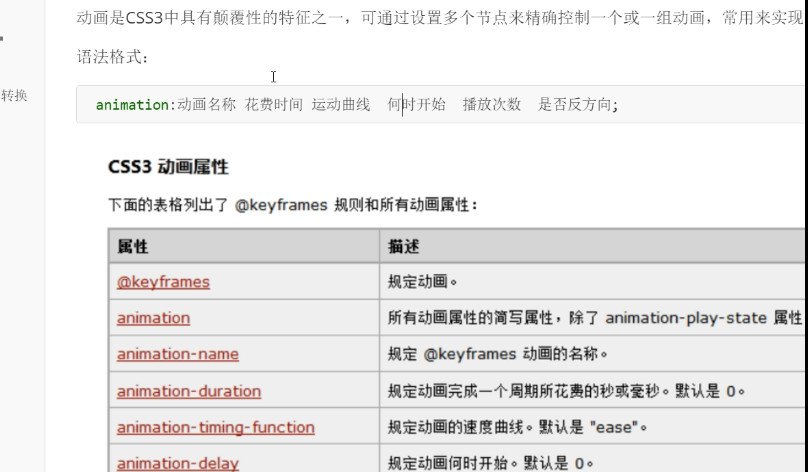 动画是CSS3中具有颠覆性的特征之一，可通过设置多个节点来精确控制一个或一组动画，常用来实现
语法格式：
转换
animation:动画名称 花费时间 运动曲线 何时开始 播放次数 是否反方向;
CSS3 动画属性
下面的表格列出了 @keyframes 规则和所有动画属性：
属性 描述
@keyframes 规定动画。
animation 所有动画属性的简写属性，除了 animation-play-state 属性
animation-name 规定 @keyframes 动画的名称。
animation-duration 规定动画完成一个周期所花费的秒或毫秒。默认是 0。
animation-timing-function 规定动画的速度曲线。默认是 "ease"。
animation-delay 规定动画何时开始。默认是 0。